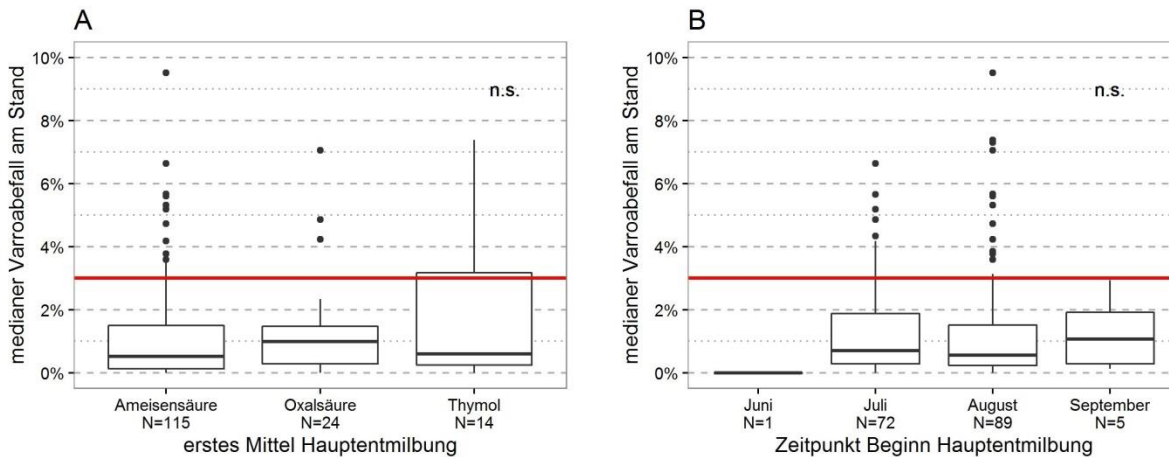 A
medianer Varroabefall am Stand
10%
8%
6%
4%
2%
0%
n.s.
Ameisensäure
N=115
Oxalsäure
N=24
Thymol
N=14
erstes Mittel Hauptentmilbung
B
medianer Varroabefall am Stand
10%
8%
6%
4%
2%
0%
n.s.
Juni
N=1
Juli
N=72
August
N=89
September
N=5
Zeitpunkt Beginn Hauptentmilbung